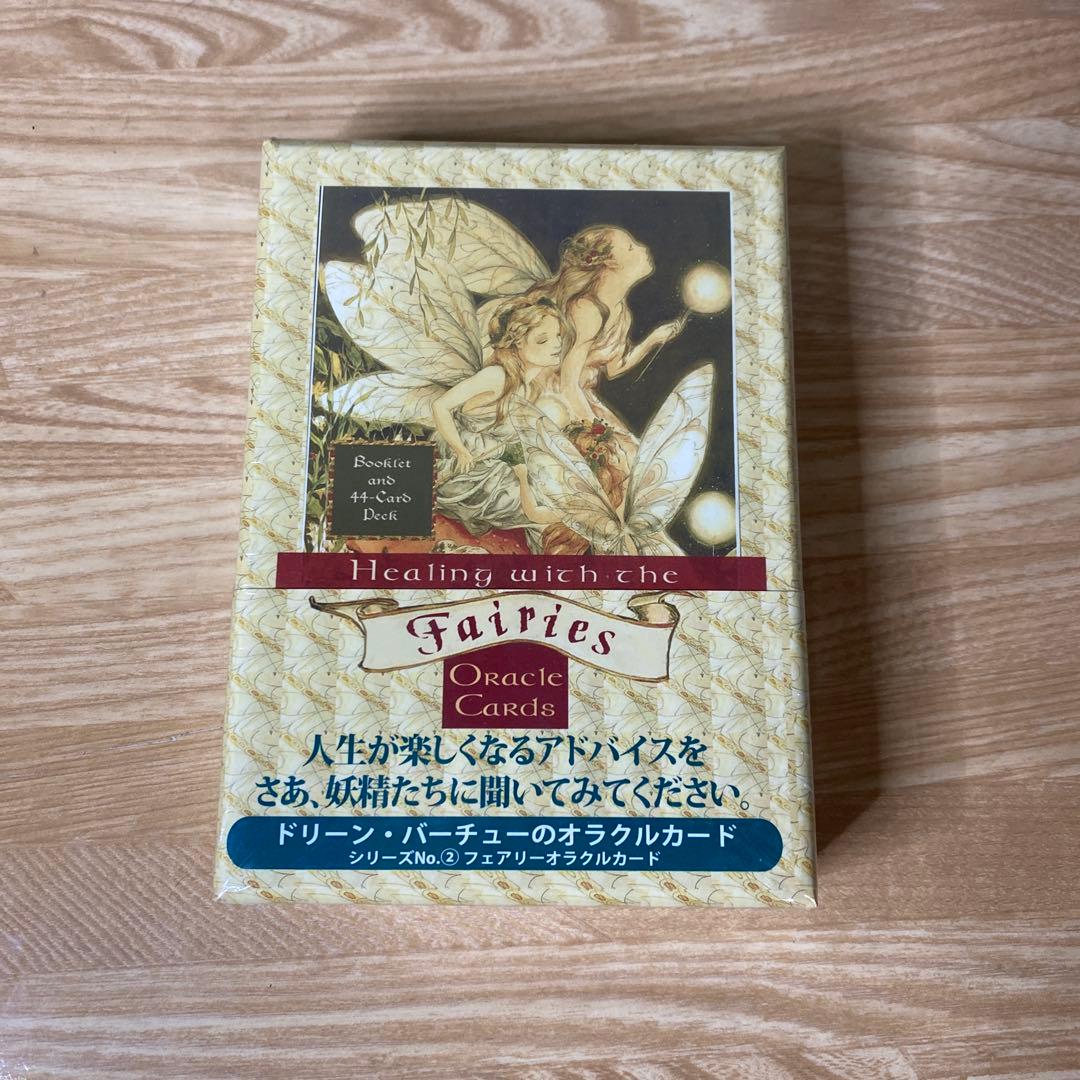 Booklet
and
44-Card
Deck
Healing with the
Fairies
Oracle
Cards
人生が楽しくなるアドバイスを
さあ、妖精たちに聞いてみてください。
ドリーン・バーチューのオラクルカード
シリーズNo.② フェアリーオラクルカード